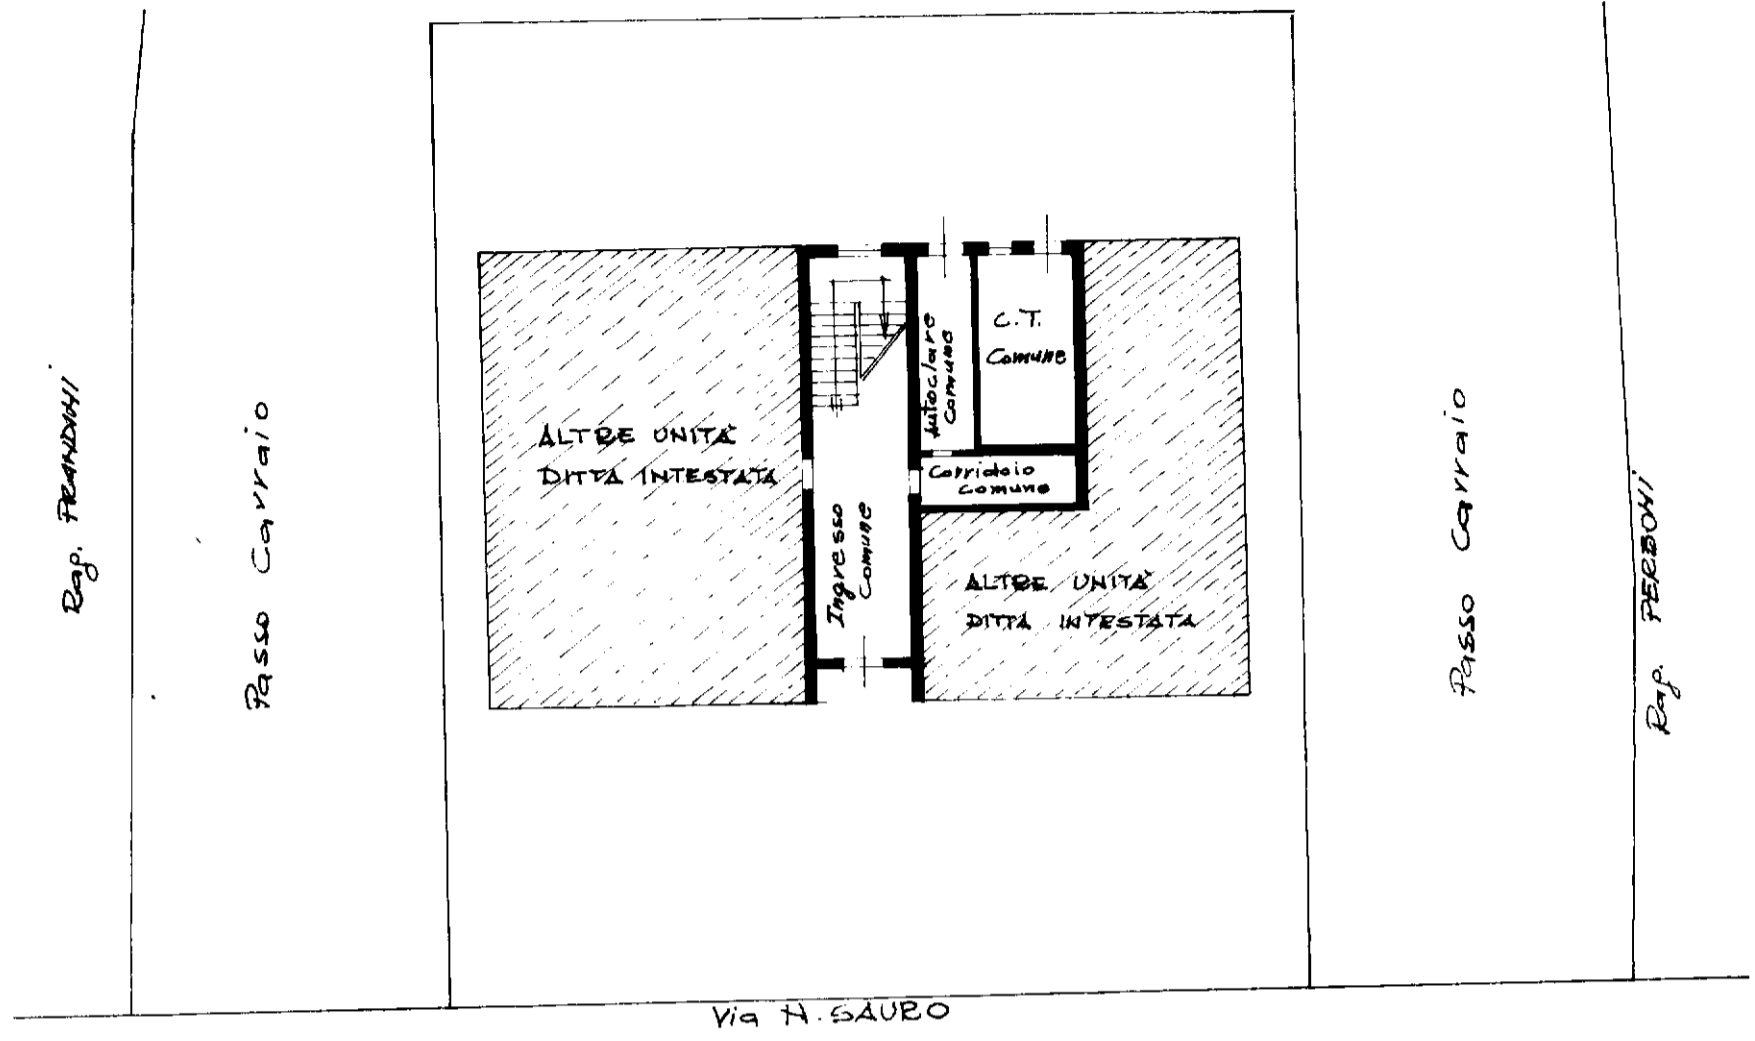 Rag. PRANDINI
Passo Carraio
ALTRE UNITÀ
DITTA INTESTATA
Ingresso
Comune
Autoclave
Comune
C.T.
Comune
Corridoio
Comune
ALTRE UNITÀ
DITTA INTESTATA
Passo Carraio
Rag. PERBONI
Via N. SAURO